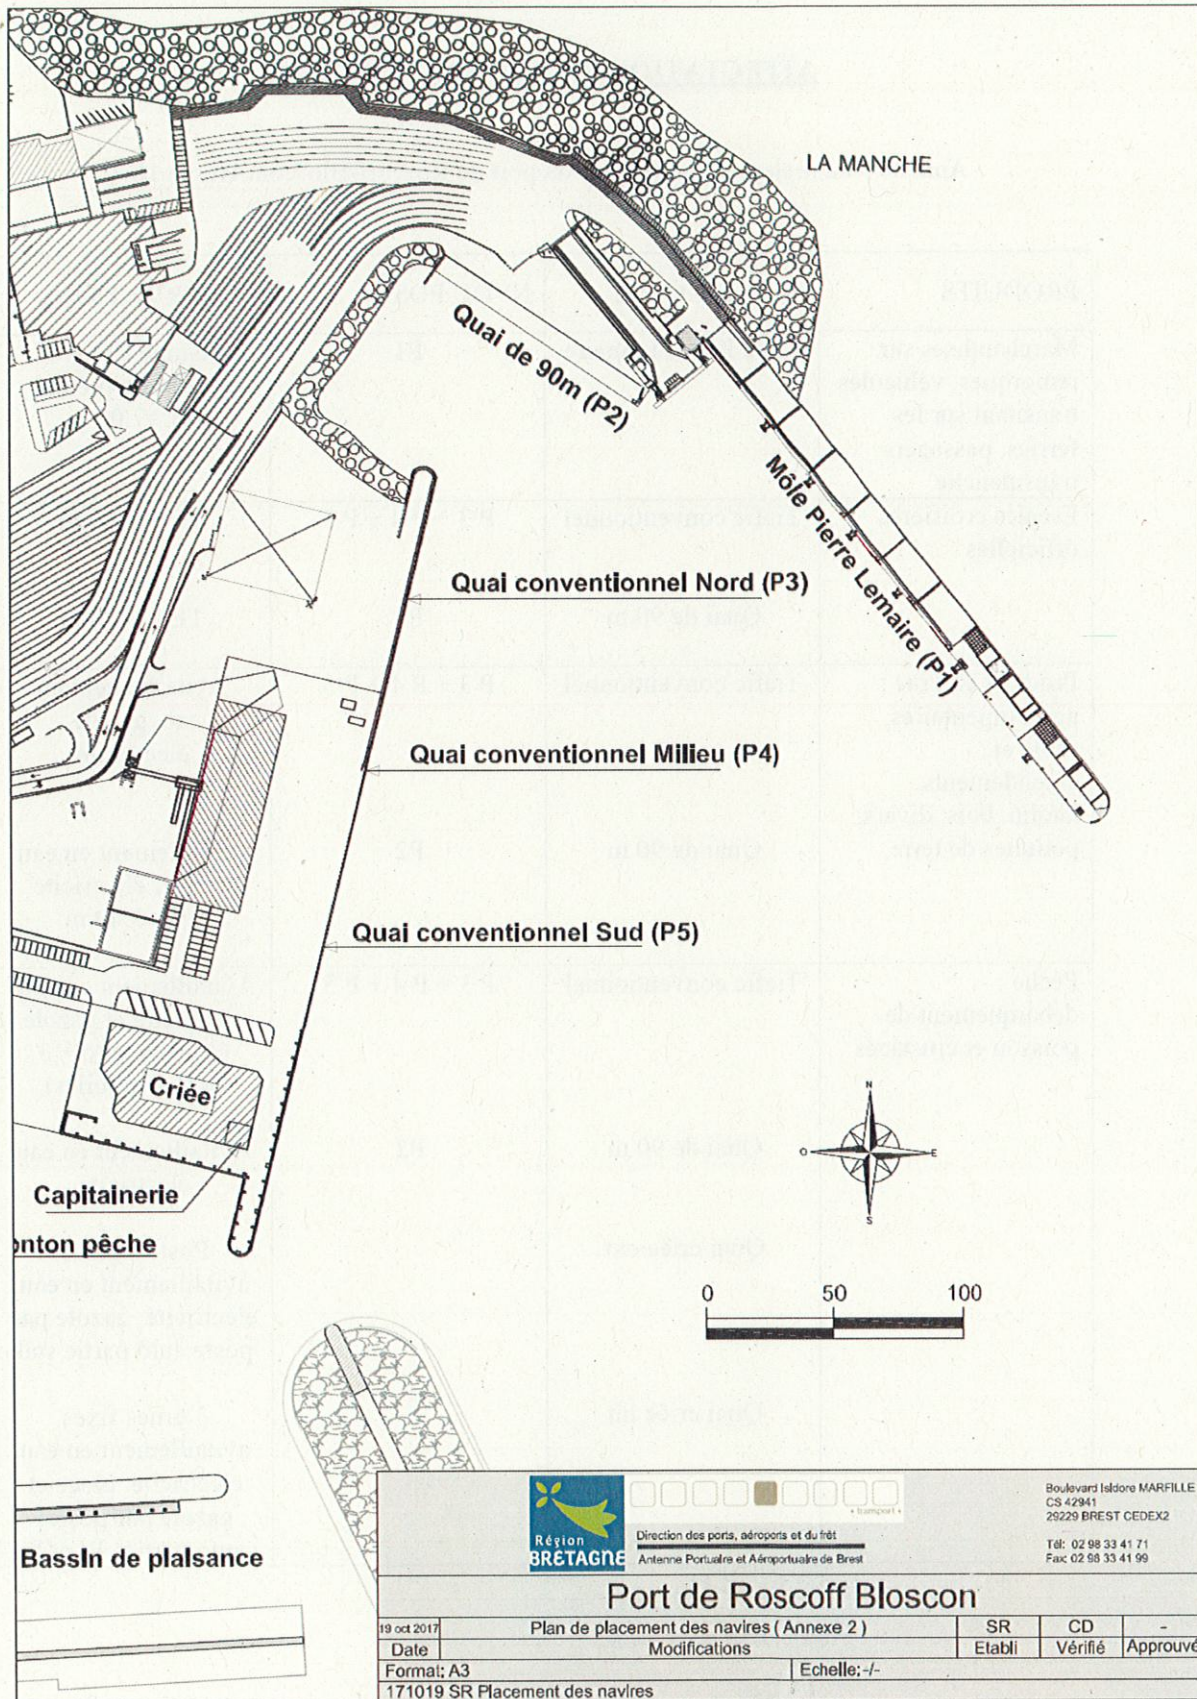 LA MANCHE
Quai de 90m (P2)
Môle Pierre Lemaire (P1)
Quai conventionnel Nord (P3)
Quai conventionnel Milieu (P4)
Quai conventionnel Sud (P5)
Criée
Capitainerie
onton pêche
N
O
E
S
0 50 100
Bassin de plaisance
Région
BRETAGNE
• transport •
Direction des ports, aéroports et du frêt
Antenne Portuaire et Aéroportuaire de Brest
Boulevard Isidore MARFILLE
CS 42941
29229 BREST CEDEX2
Tél: 02 98 33 41 71
Fax: 02 98 33 41 99
Port de Roscoff Bloscon
19 oct 2017 Plan de placement des navires ( Annexe 2 ) SR CD -
Date Modifications Etabli Vérifié Approuvé
Format: A3 Echelle:-/-
171019 SR Placement des navires